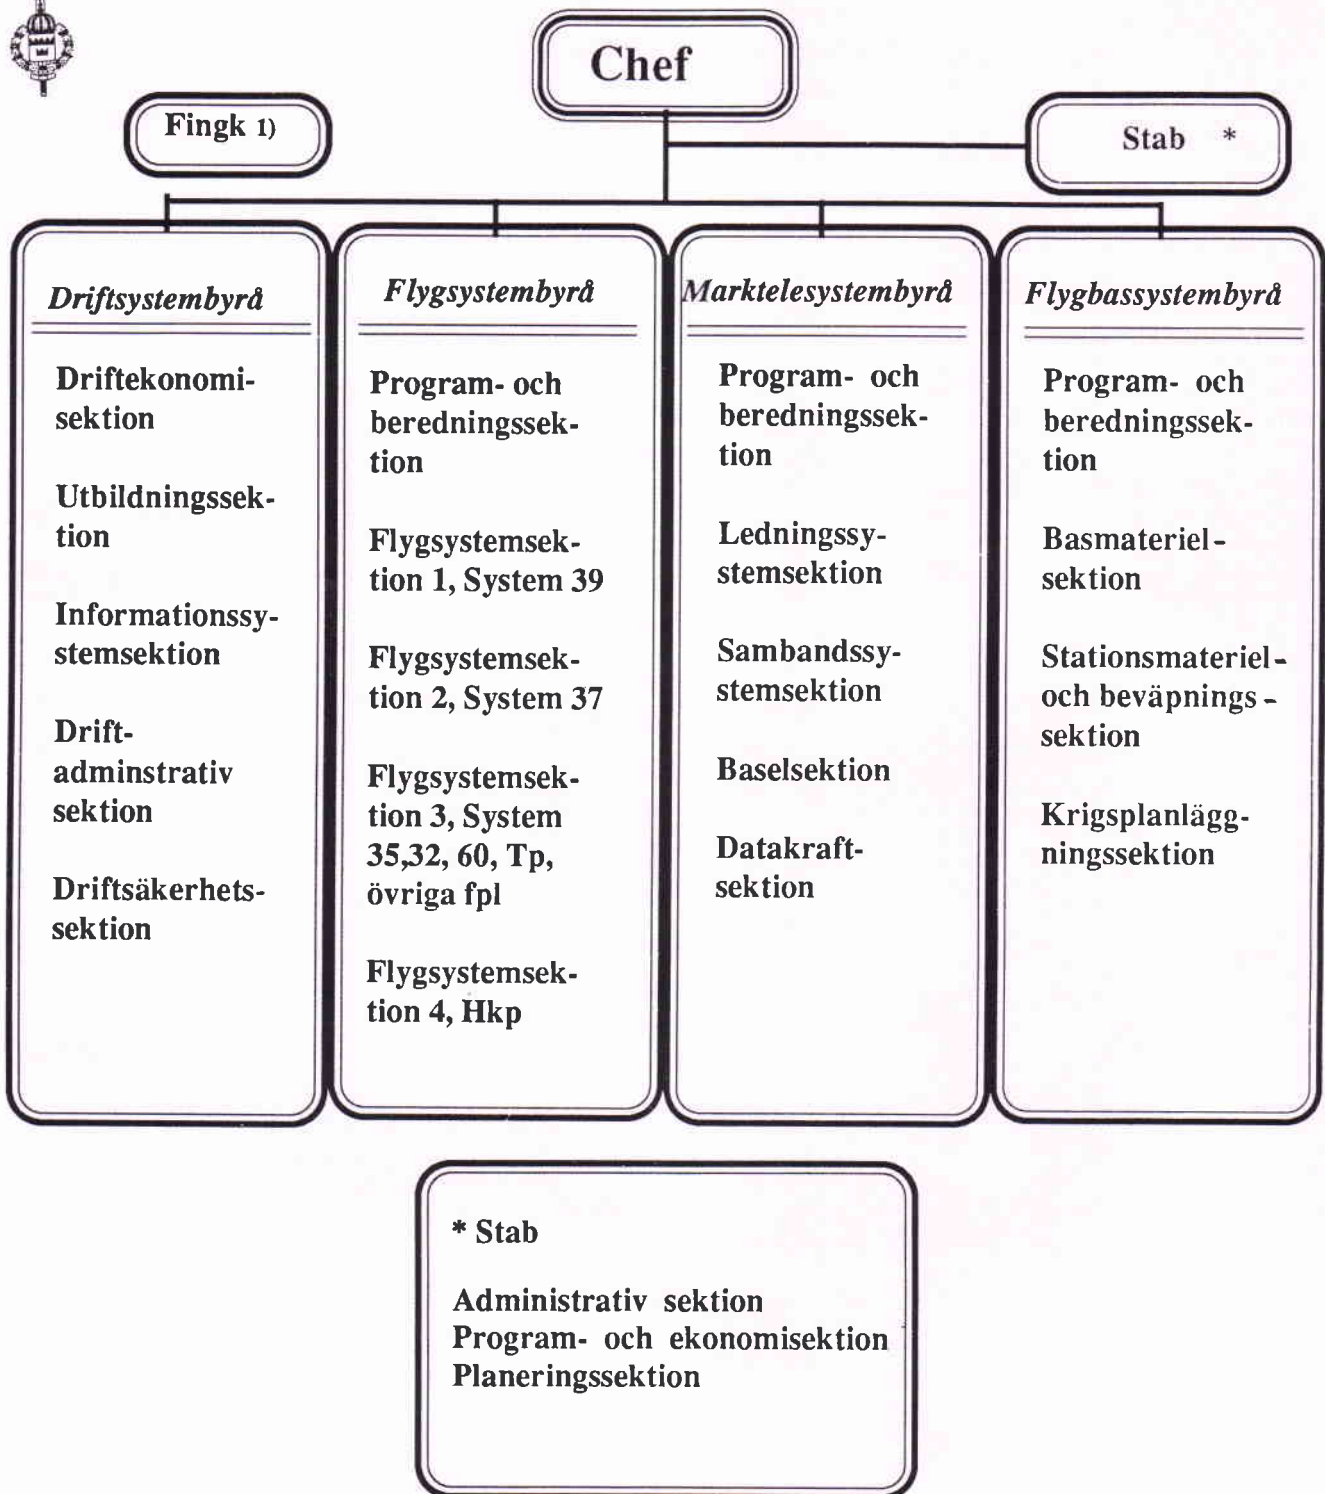 Chef
Fingk 1)
Stab *
Driftsystembyrå
Driftekonomi-
sektion
Utbildningssek-
tion
Informationssy-
stemsektion
Drift-
adminstrativ
sektion
Driftsäkerhets-
sektion
Flygsystembyrå
Program- och
beredningssek-
tion
Flygsystemsek-
tion 1, System 39
Flygsystemsek-
tion 2, System 37
Flygsystemsek-
tion 3, System
35,32, 60, Tp,
övriga fpl
Flygsystemsek-
tion 4, Hkp
Marktelesystembyrå
Program- och
beredningssek-
tion
Ledningssy-
stemsektion
Sambandssy-
stemsektion
Baselsektion
Datakraft-
sektion
Flygbassystembyrå
Program- och
beredningssek-
tion
Basmateriel-
sektion
Stationsmateriel-
och beväpnings-
sektion
Krigsplanlägg-
ningssektion
* Stab
Administrativ sektion
Program- och ekonomisektion
Planeringssektion